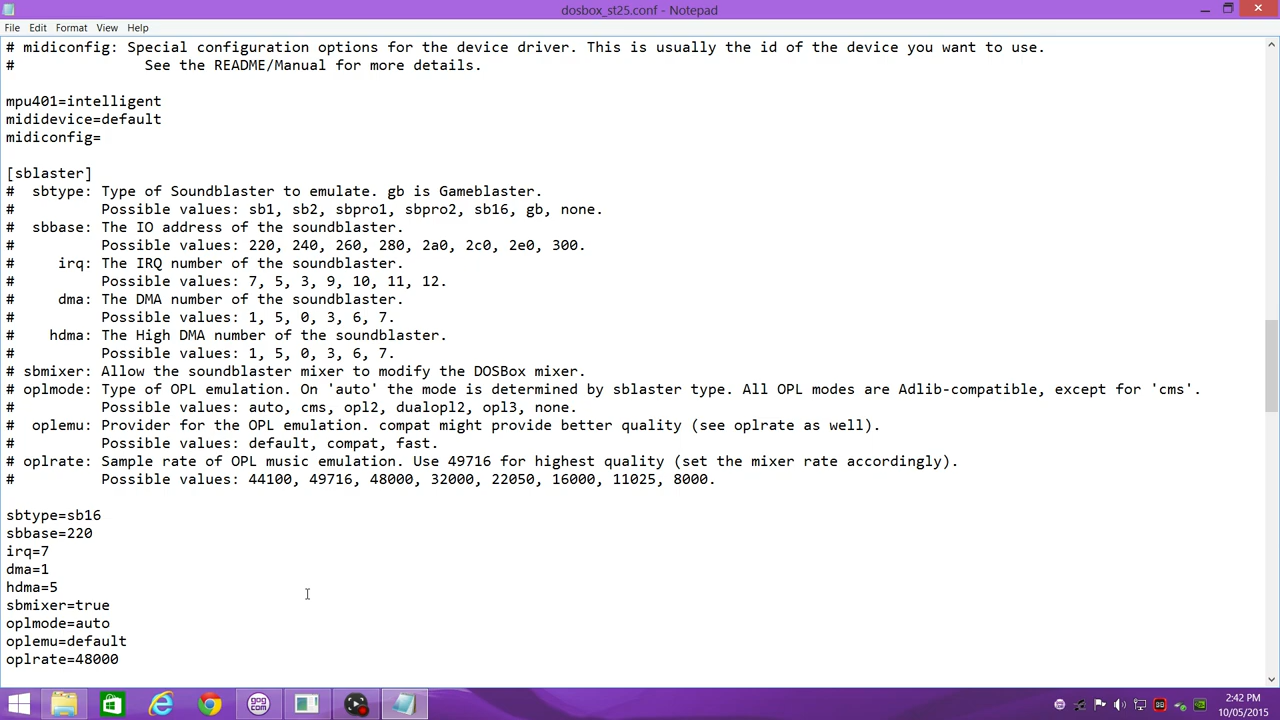 dosbox_st25.conf - Notepad
File Edit Format View Help
# midiconfig: Special configuration options for the device driver. This is usually the id of the device you want to use.
#               See the README/Manual for more details.
mpu401=intelligent
mididevice=default
midiconfig=
[sblaster]
#  sbtype: Type of Soundblaster to emulate. gb is Gameblaster.
#          Possible values: sb1, sb2, sbpro1, sbpro2, sb16, gb, none.
#  sbbase: The IO address of the soundblaster.
#          Possible values: 220, 240, 260, 280, 2a0, 2c0, 2e0, 300.
#     irq: The IRQ number of the soundblaster.
#          Possible values: 7, 5, 3, 9, 10, 11, 12.
#     dma: The DMA number of the soundblaster.
#          Possible values: 1, 5, 0, 3, 6, 7.
#    hdma: The High DMA number of the soundblaster.
#          Possible values: 1, 5, 0, 3, 6, 7.
# sbmixer: Allow the soundblaster mixer to modify the DOSBox mixer.
# oplmode: Type of OPL emulation. On 'auto' the mode is determined by sblaster type. All OPL modes are Adlib-compatible, except for 'cms'.
#          Possible values: auto, cms, opl2, dualopl2, opl3, none.
#  oplemu: Provider for the OPL emulation. compat might provide better quality (see oplrate as well).
#          Possible values: default, compat, fast.
# oplrate: Sample rate of OPL music emulation. Use 49716 for highest quality (set the mixer rate accordingly).
#          Possible values: 44100, 49716, 48000, 32000, 22050, 16000, 11025, 8000.
sbtype=sb16
sbbase=220
irq=7
dma=1
hdma=5
sbmixer=true
oplmode=auto
oplemu=default
oplrate=48000
2:42 PM
10/05/2015